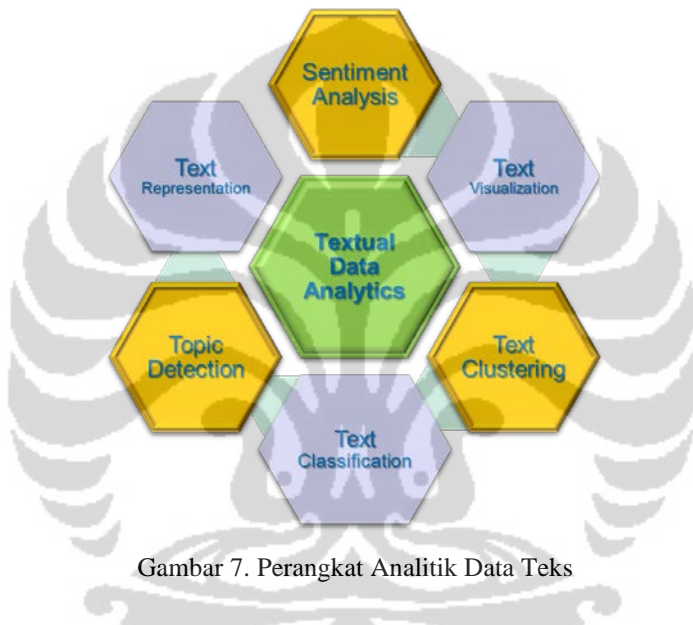 Sentiment
Analysis
Text
Representation
Text
Visualization
Textual
Data
Analytics
Topic
Detection
Text
Clustering
Text
Classification
Gambar 7. Perangkat Analitik Data Teks